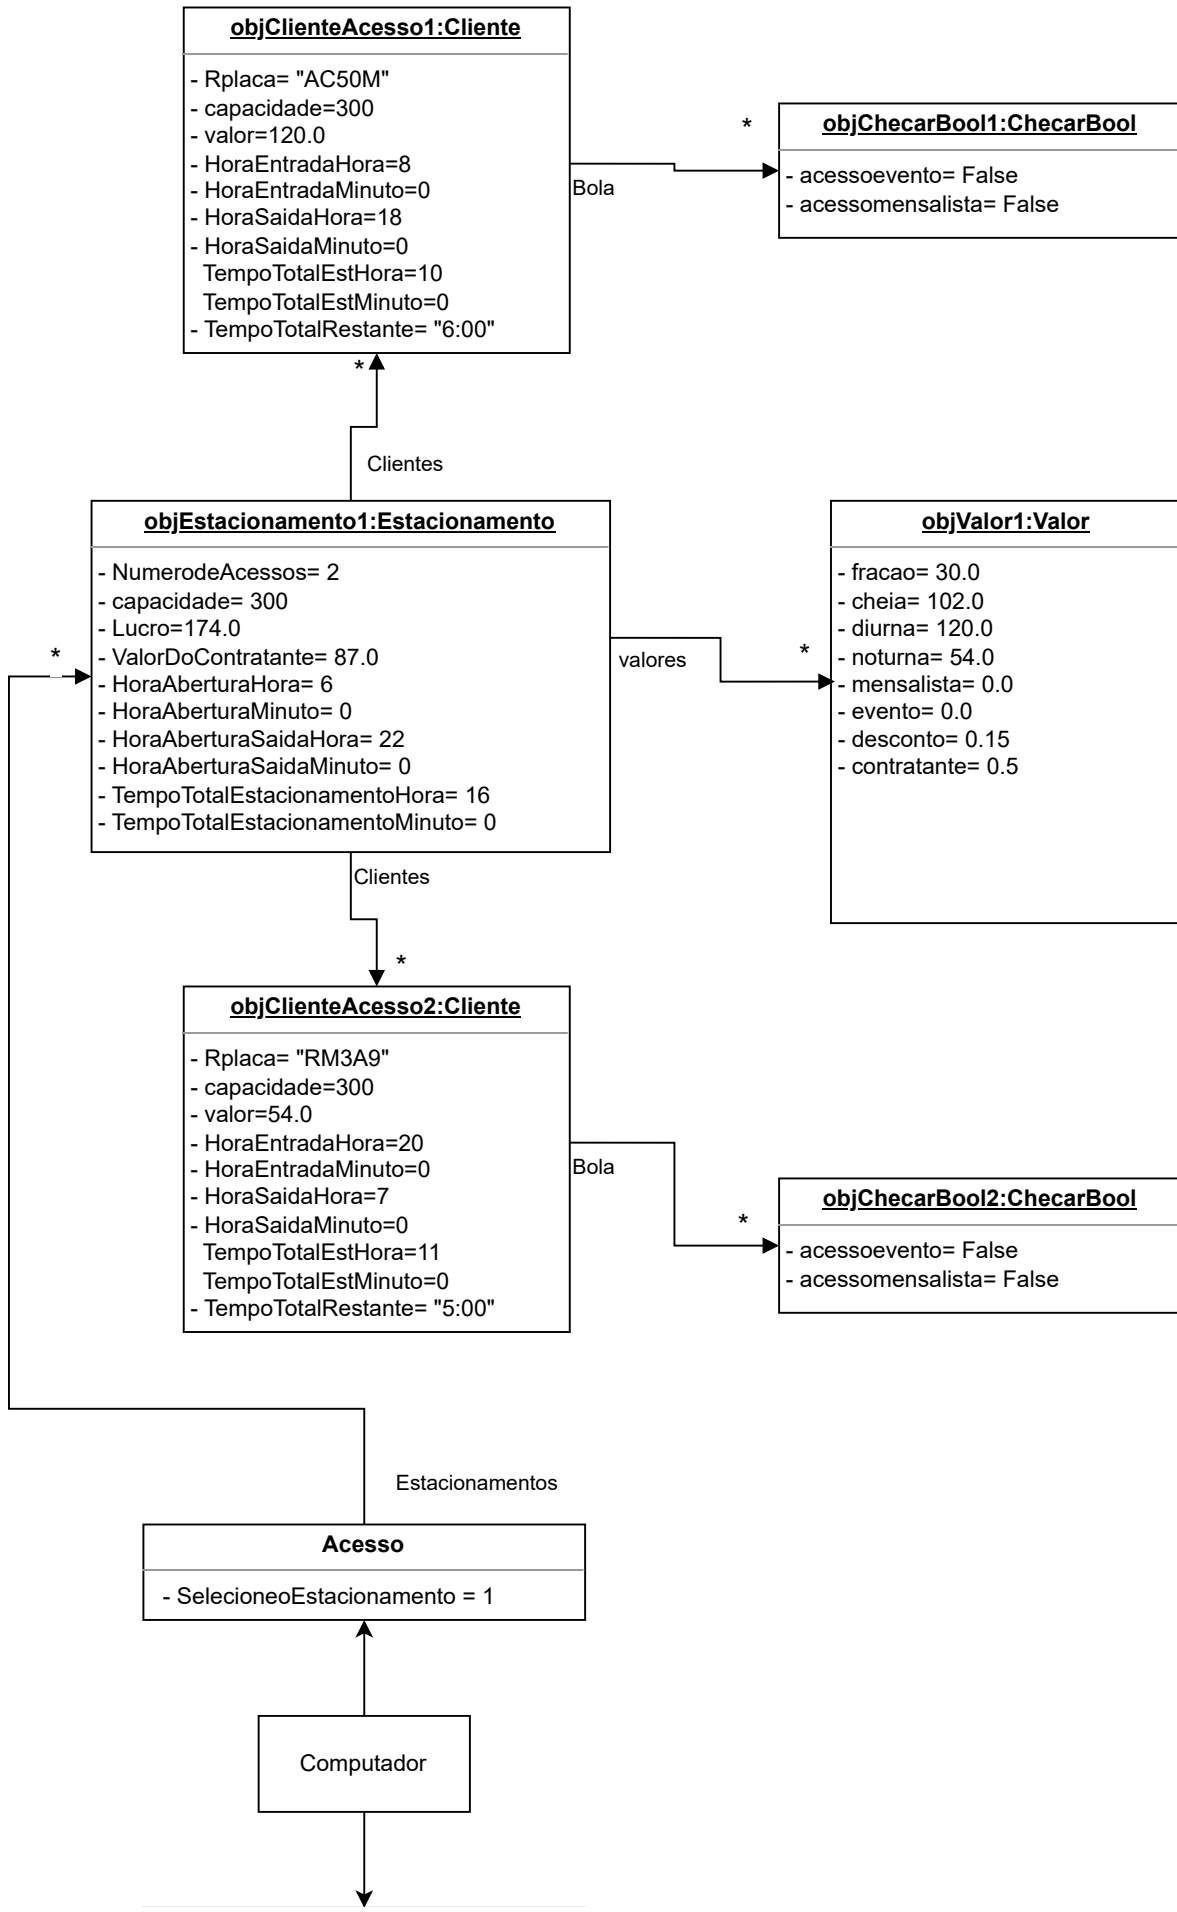 objClienteAcesso1:Cliente
- Rplaca= "AC50M"
- capacidade=300
- valor=120.0
- HoraEntradaHora=8
- HoraEntradaMinuto=0
- HoraSaidaHora=18
- HoraSaidaMinuto=0
TempoTotalEstHora=10
TempoTotalEstMinuto=0
- TempoTotalRestante= "6:00"
Bola
*
objChecarBool1:ChecarBool
- acessoevento= False
- acessomensalista= False
*
Clientes
objEstacionamento1:Estacionamento
- NumerodeAcessos= 2
- capacidade= 300
- Lucro=174.0
- ValorDoContratante= 87.0
- HoraAberturaHora= 6
- HoraAberturaMinuto= 0
- HoraAberturaSaidaHora= 22
- HoraAberturaSaidaMinuto= 0
- TempoTotalEstacionamentoHora= 16
- TempoTotalEstacionamentoMinuto= 0
*
valores
*
objValor1:Valor
- fracao= 30.0
- cheia= 102.0
- diurna= 120.0
- noturna= 54.0
- mensalista= 0.0
- evento= 0.0
- desconto= 0.15
- contratante= 0.5
Clientes
*
objClienteAcesso2:Cliente
- Rplaca= "RM3A9"
- capacidade=300
- valor=54.0
- HoraEntradaHora=20
- HoraEntradaMinuto=0
- HoraSaidaHora=7
- HoraSaidaMinuto=0
TempoTotalEstHora=11
TempoTotalEstMinuto=0
- TempoTotalRestante= "5:00"
Bola
*
objChecarBool2:ChecarBool
- acessoevento= False
- acessomensalista= False
Estacionamentos
Acesso
- SelecioneoEstacionamento = 1
Computador